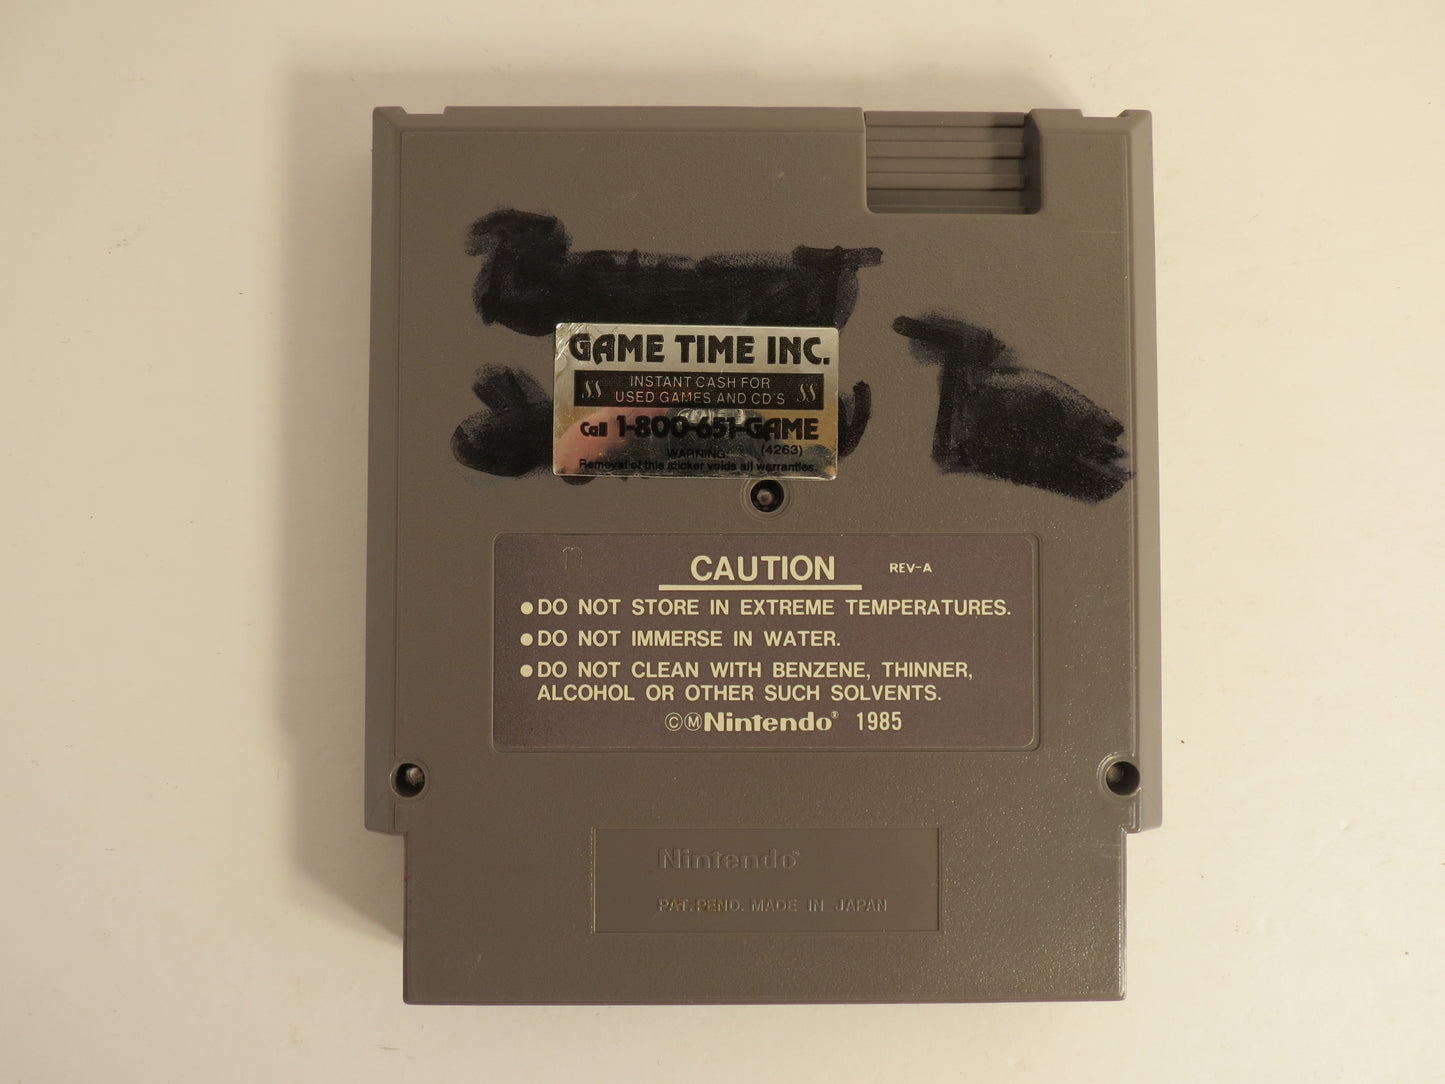 GAME TIME INC.
$$ INSTANT CASH FOR $$
USED GAMES AND CD'S
Call 1-800-651-GAME
WARNING (4263)
Removal of this sticker voids all warranties.
CAUTION REV-A
●DO NOT STORE IN EXTREME TEMPERATURES.
●DO NOT IMMERSE IN WATER.
●DO NOT CLEAN WITH BENZENE, THINNER,
ALCOHOL OR OTHER SUCH SOLVENTS.
ⒸⓂNintendo® 1985
Nintendo®
PAT. PEND. MADE IN JAPAN